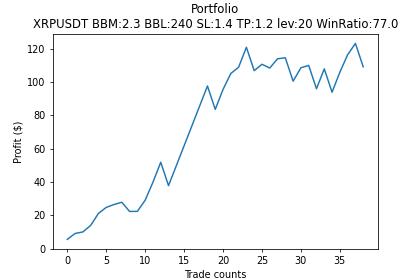 Portfolio
XRPUSDT BBM:2.3 BBL:240 SL:1.4 TP:1.2 lev:20 WinRatio:77.0
120
100
80
60
40
20
0
Profit ($)
0 5 10 15 20 25 30 35
Trade counts